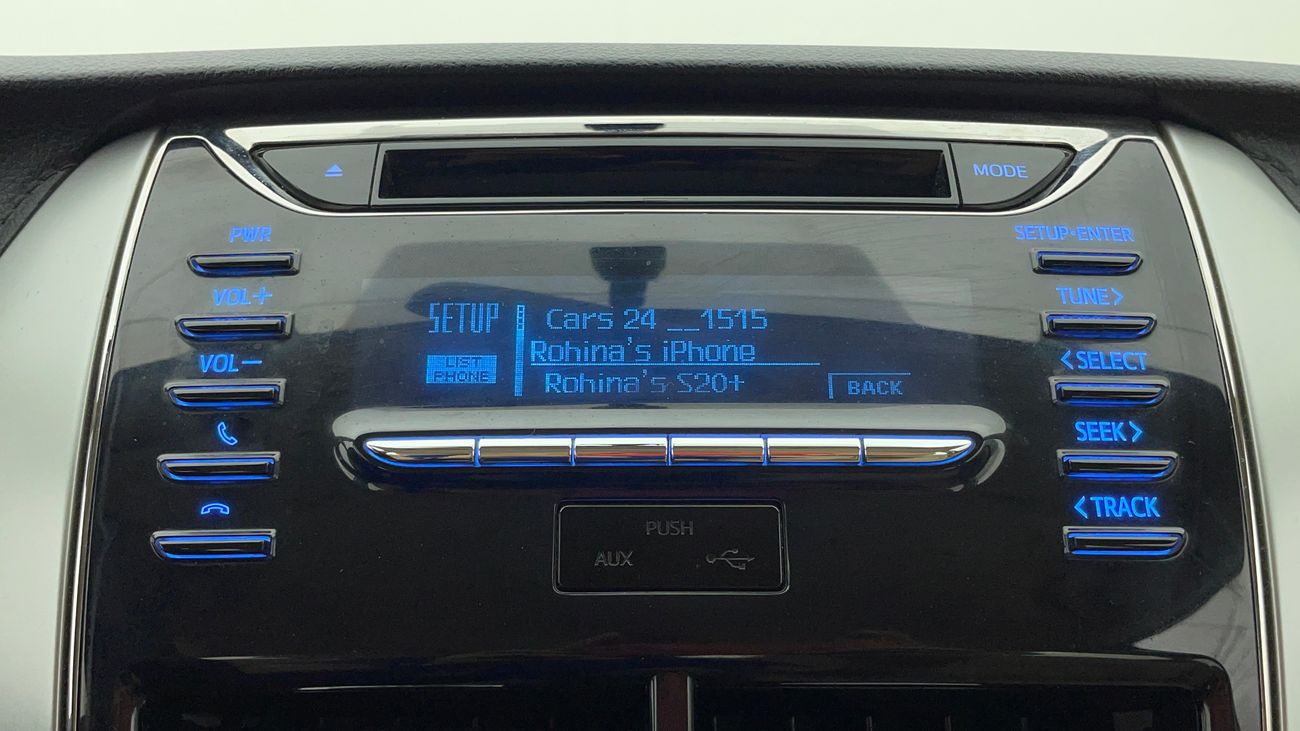 MODE
PWR
VOL+
VOL−
SETUP·ENTER
TUNE>
<SELECT
SEEK>
<TRACK
SETUP
LIST
PHONE
Cars 24 __1515
Rohina's iPhone
Rohina's S20+
BACK
PUSH
AUX